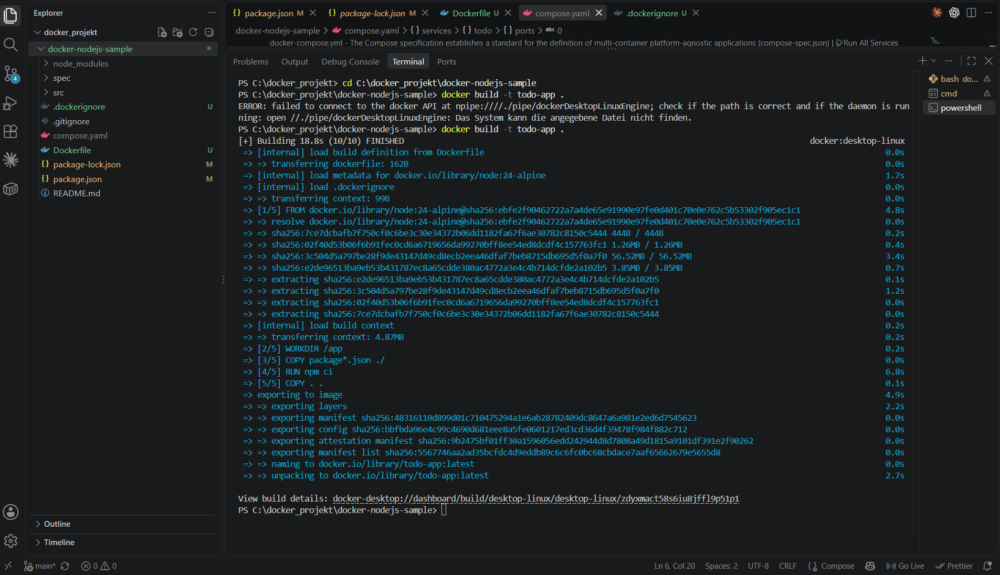 Explorer
docker_projekt
docker-nodejs-sample
node_modules
spec
src
.dockerignore U
.gitignore
compose.yaml
Dockerfile U
package-lock.json M
package.json M
README.md
4
Outline
Timeline
package.json M
package-lock.json M
Dockerfile U
compose.yaml
.dockerignore U
docker-nodejs-sample > compose.yaml > {} services > {} todo > [] ports > abc 0
docker-compose.yml - The Compose specification establishes a standard for the definition of multi-container platform-agnostic applications (compose-spec.json) | Run All Services
Problems Output Debug Console Terminal Ports
bash do...
cmd
powershell
PS C:\docker_projekt> cd C:\docker_projekt\docker-nodejs-sample
PS C:\docker_projekt\docker-nodejs-sample> docker build -t todo-app .
ERROR: failed to connect to the docker API at npipe:////./pipe/dockerDesktopLinuxEngine; check if the path is correct and if the daemon is run
ning: open //./pipe/dockerDesktopLinuxEngine: Das System kann die angegebene Datei nicht finden.
PS C:\docker_projekt\docker-nodejs-sample> docker build -t todo-app .
[+] Building 18.8s (10/10) FINISHED docker:desktop-linux
=> [internal] load build definition from Dockerfile 0.0s
=> => transferring dockerfile: 162B 0.0s
=> [internal] load metadata for docker.io/library/node:24-alpine 1.7s
=> [internal] load .dockerignore 0.0s
=> => transferring context: 99B 0.0s
=> [1/5] FROM docker.io/library/node:24-alpine@sha256:ebfe2f90462722a7a4de65e91990e97fe0d401c70e0e762c5b53302f905ec1c1 4.8s
=> => resolve docker.io/library/node:24-alpine@sha256:ebfe2f90462722a7a4de65e91990e97fe0d401c70e0e762c5b53302f905ec1c1 0.0s
=> => sha256:7ce7dcbafb7f750cf0c6be3c30e34372b06dd1182fa67f6ae30782c8150c5444 444B / 444B 0.2s
=> => sha256:02f40d53b06f6b91fec0cd6a6719656da99270bff8ee54ed8dcdf4c157763fc1 1.26MB / 1.26MB 0.4s
=> => sha256:3c504d5a797be28f9de43147d49cd8ecb2eea46dfaf7beb8715db695d5f0a7f0 56.52MB / 56.52MB 3.4s
=> => sha256:e2de96513ba9eb53b431787ec8a65cdde380ac4772a3e4c4b714dcfde2a102b5 3.85MB / 3.85MB 0.7s
=> => extracting sha256:e2de96513ba9eb53b431787ec8a65cdde380ac4772a3e4c4b714dcfde2a102b5 0.1s
=> => extracting sha256:3c504d5a797be28f9de43147d49cd8ecb2eea46dfaf7beb8715db695d5f0a7f0 1.2s
=> => extracting sha256:02f40d53b06f6b91fec0cd6a6719656da99270bff8ee54ed8dcdf4c157763fc1 0.0s
=> => extracting sha256:7ce7dcbafb7f750cf0c6be3c30e34372b06dd1182fa67f6ae30782c8150c5444 0.0s
=> [internal] load build context 0.2s
=> => transferring context: 4.87MB 0.2s
=> [2/5] WORKDIR /app 0.2s
=> [3/5] COPY package*.json ./ 0.0s
=> [4/5] RUN npm ci 6.8s
=> [5/5] COPY . . 0.1s
=> exporting to image 4.9s
=> => exporting layers 2.2s
=> => exporting manifest sha256:48316110d899d01c710475294a1e6ab28782409dc8647a6a981e2ed6d7545623 0.0s
=> => exporting config sha256:bbfbda96e4c99c4690d681eee8a5fe0601217ed3cd36d4f39478f984f882c712 0.0s
=> => exporting attestation manifest sha256:9b2475bf01ff30a1596056edd242944d8d7808a49d1815a9101df391e2f90262 0.0s
=> => exporting manifest list sha256:5567746aa2ad35bcfdc4d9eddb89c6c6fc0bc68cbdace7aaf65662679e5655d8 0.0s
=> => naming to docker.io/library/todo-app:latest 0.0s
=> => unpacking to docker.io/library/todo-app:latest 2.7s
View build details: docker-desktop://dashboard/build/desktop-linux/desktop-linux/zdyxmact58s6iu8jffl9p51p1
PS C:\docker_projekt\docker-nodejs-sample>
main* 0 0 Ln 6, Col 20 Spaces: 2 UTF-8 CRLF {} Compose Go Live Prettier